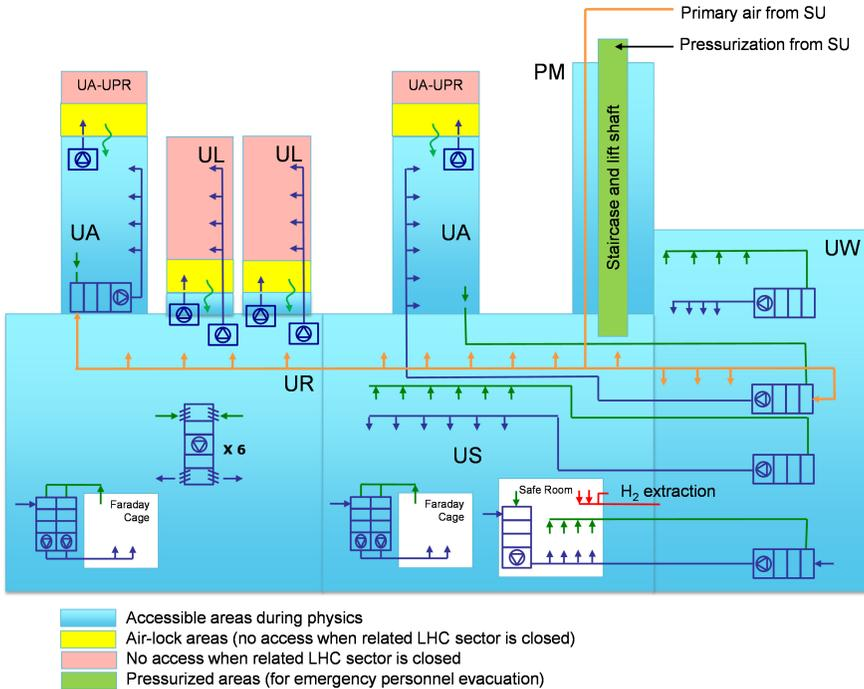 Primary air from SU
Pressurization from SU
PM
UA-UPR
UA-UPR
UL
UL
Staircase and lift shaft
UA
UA
UW
UR
X 6
US
Faraday
Cage
Faraday
Cage
Safe Room
H₂ extraction
Accessible areas during physics
Air-lock areas (no access when related LHC sector is closed)
No access when related LHC sector is closed
Pressurized areas (for emergency personnel evacuation)